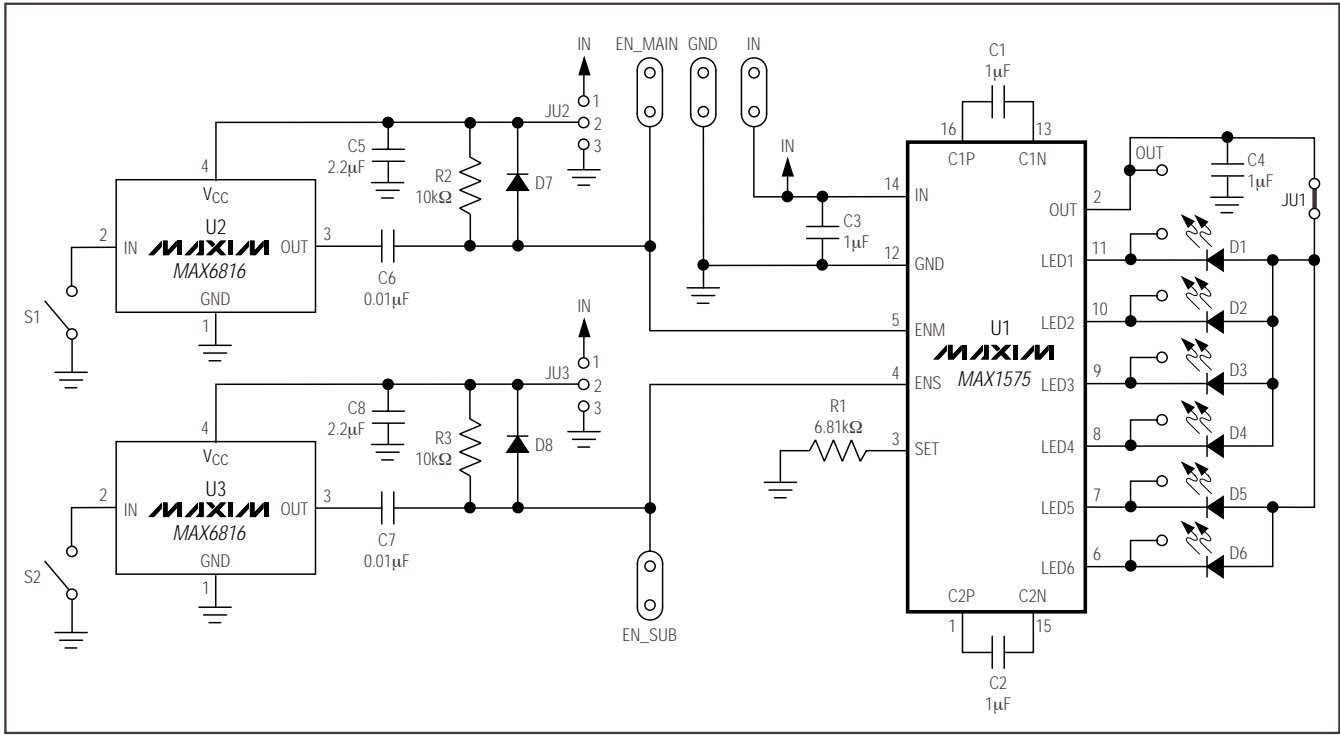 IN
EN_MAIN
GND
IN
C1
1µF
JU2
1
2
3
16
13
C1P
C1N
C5
2.2µF
R2
10kΩ
D7
4
VCC
U2
MAXIM
MAX6816
2
IN
OUT
3
GND
1
C6
0.01µF
S1
IN
14
IN
C3
1µF
12
GND
5
ENM
4
ENS
3
SET
R1
6.81kΩ
U1
MAXIM
MAX1575
OUT
C4
1µF
JU1
OUT
2
LED1
11
D1
LED2
10
D2
LED3
9
D3
LED4
8
D4
LED5
7
D5
LED6
6
D6
C2P
C2N
1
15
C2
1µF
IN
JU3
1
2
3
C8
2.2µF
R3
10kΩ
D8
4
VCC
U3
MAXIM
MAX6816
2
IN
OUT
3
GND
1
C7
0.01µF
S2
EN_SUB